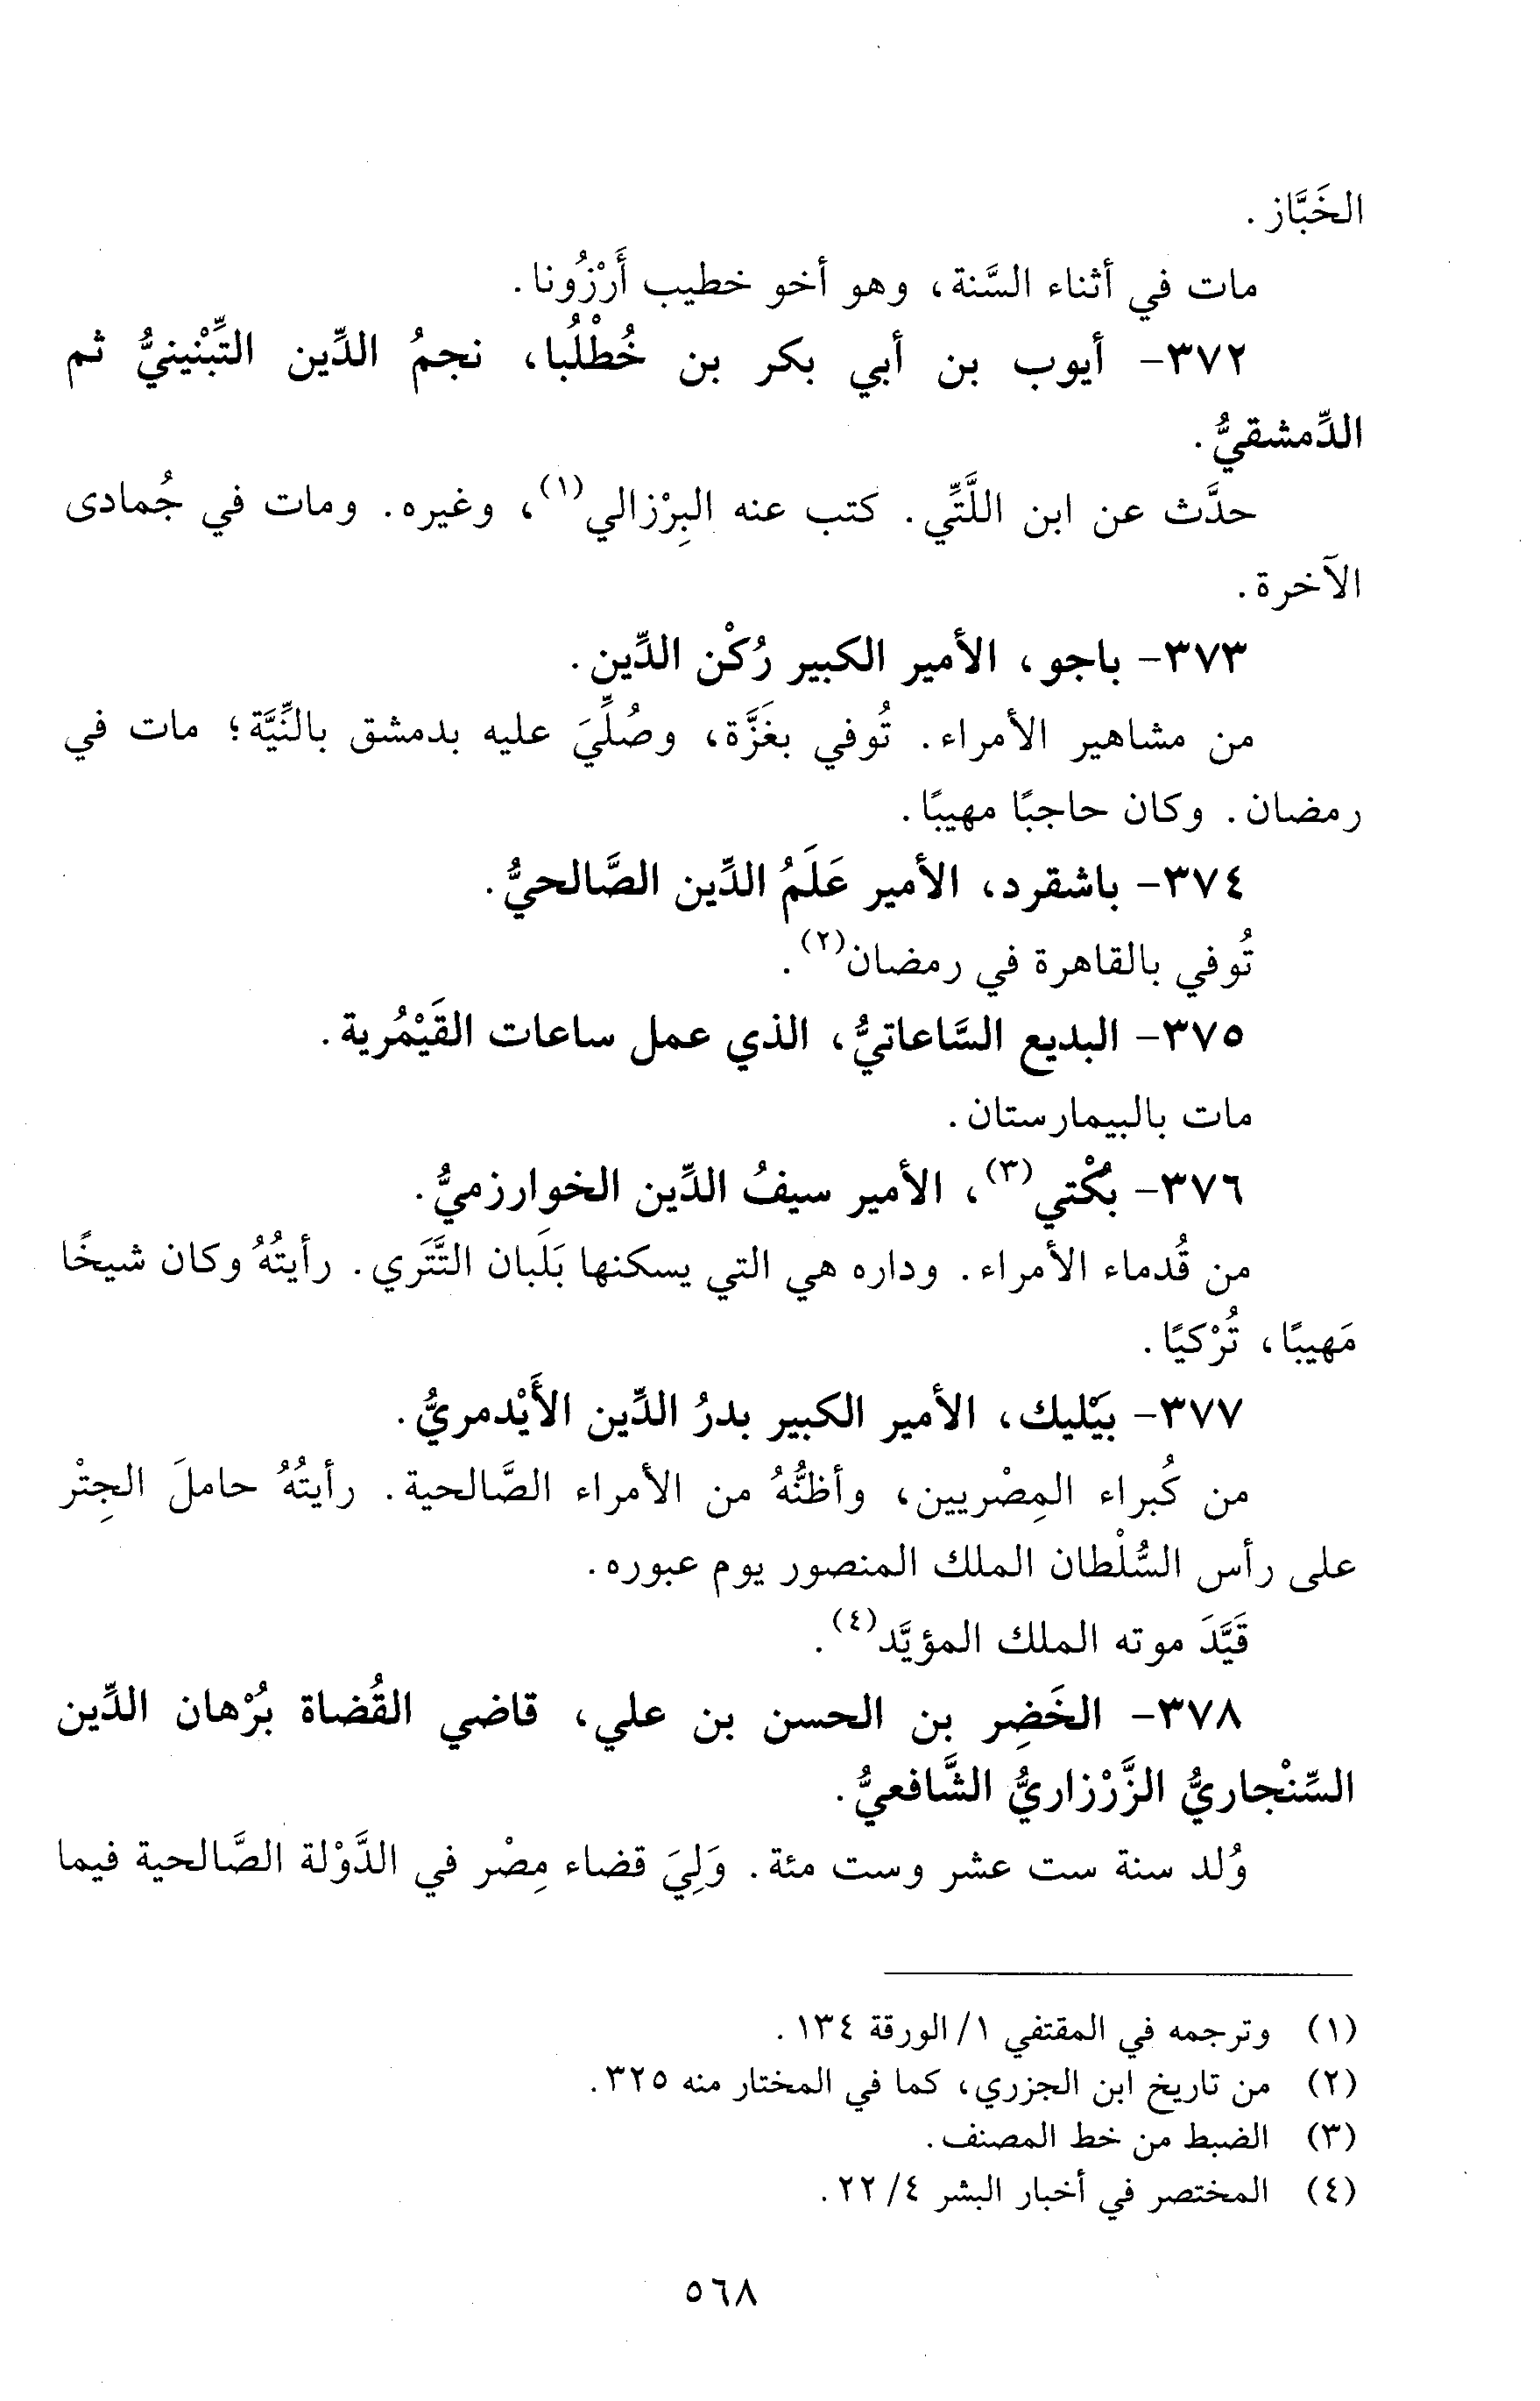 الخَبَّاز.
مات في أثناء السَّنة، وهو أخو خطيب أَرْزُونا.
٣٧٢- أيوب بن أبي بكر بن خُطْلُبا، نجمُ الدِّين التِّبْنينيُّ ثم
الدِّمشقيُّ.
حدَّث عن ابن اللَّتِّي. كتب عنه البِرْزالي(١)، وغيره. ومات في جُمادى
الآخرة.
٣٧٣- باجو، الأمير الكبير رُكْن الدِّين.
من مشاهير الأمراء. تُوفي بغَزَّة، وصُلِّيَ عليه بدمشق بالنِّيَّة؛ مات في
رمضان. وكان حاجبًا مهيبًا.
٣٧٤- باشقرد، الأمير عَلَمُ الدِّين الصَّالحيُّ.
تُوفي بالقاهرة في رمضان(٢).
٣٧٥- البديع السَّاعاتيُّ، الذي عمل ساعات القَيْمُرية.
مات بالبيمارستان.
٣٧٦- بُكْتي(٣)، الأمير سيفُ الدِّين الخوارزميُّ.
من قُدماء الأمراء. وداره هي التي يسكنها بَلَبان التَّتَري. رأيتُهُ وكان شيخًا
مَهيبًا، تُرْكيًا.
٣٧٧- بَيْليك، الأمير الكبير بدرُ الدِّين الأَيْدمريُّ.
من كُبراء المِصْريين، وأظنُّهُ من الأمراء الصَّالحية. رأيتُهُ حاملَ الجِتْر
على رأس السُّلْطان الملك المنصور يوم عبوره.
قَيَّدَ موته الملك المؤيَّد(٤).
٣٧٨- الخَضِر بن الحسن بن علي، قاضي القُضاة بُرْهان الدِّين
السِّنْجاريُّ الزَّرْزاريُّ الشَّافعيُّ.
وُلد سنة ست عشر وست مئة. وَلِيَ قضاء مِصْر في الدَّوْلة الصَّالحية فيما
(١) وترجمه في المقتفي ١/ الورقة ١٣٤.
(٢) من تاريخ ابن الجزري، كما في المختار منه ٣٢٥.
(٣) الضبط من خط المصنف.
(٤) المختصر في أخبار البشر ٤/ ٢٢.
٥٦٨